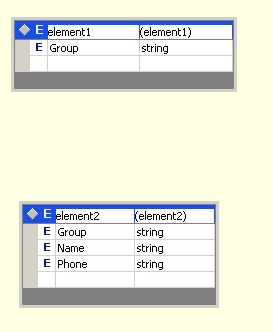 E element1 (element1)
E Group string
E element2 (element2)
E Group string
E Name string
E Phone string